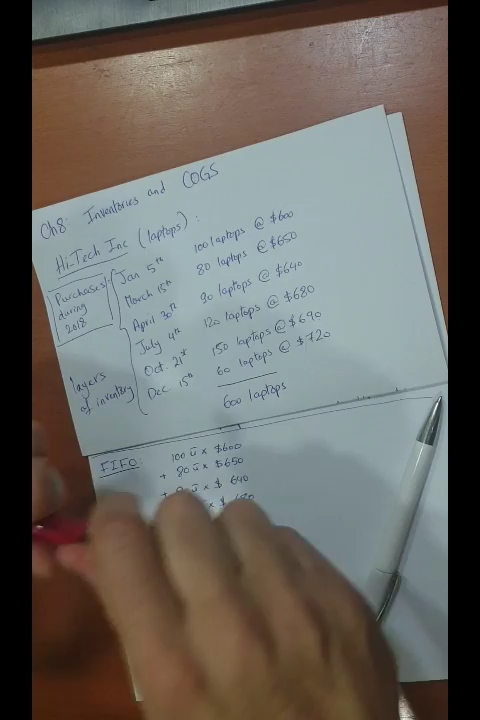 Ch8: Inventories and COGS
Hi-Tech Inc (laptops):
Purchases during 2018
Jan 5th 100 laptops @ $600
March 15th 80 laptops @ $650
April 30th 90 laptops @ $640
July 4th 120 laptops @ $680
Oct. 21st 150 laptops @ $690
Dec. 15th 60 laptops @ $720
600 laptops
layers of inventory
FIFO: 100 u x $600
+ 80 u x $650
+ u x $ 640
x $ 680